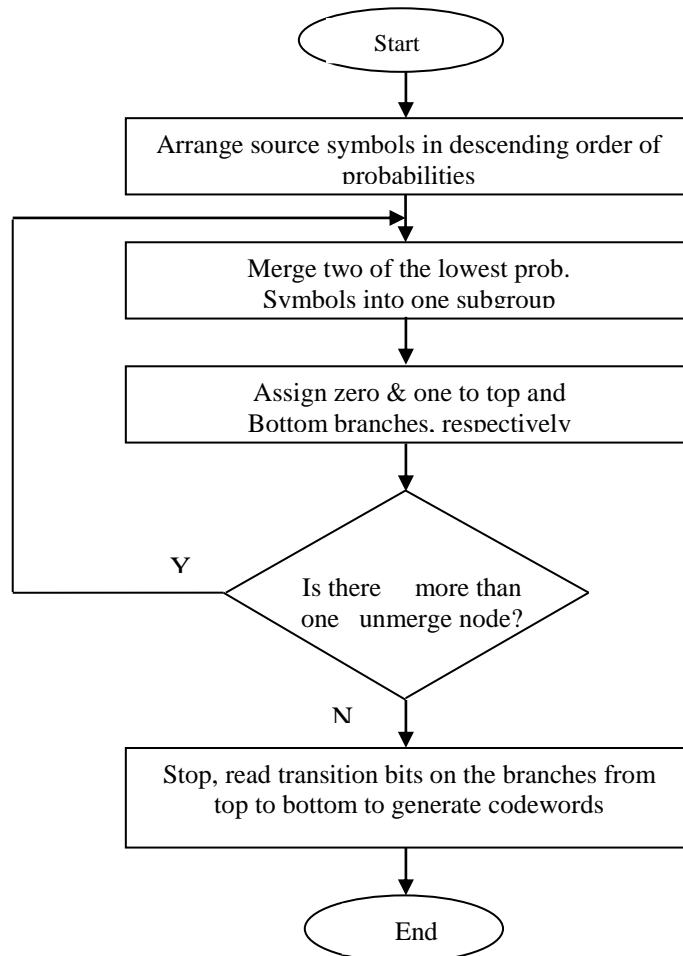 Start
Arrange source symbols in descending order of
probabilities
Merge two of the lowest prob.
Symbols into one subgroup
Assign zero & one to top and
Bottom branches, respectively
Y
Is there more than
one unmerge node?
N
Stop, read transition bits on the branches from
top to bottom to generate codewords
End